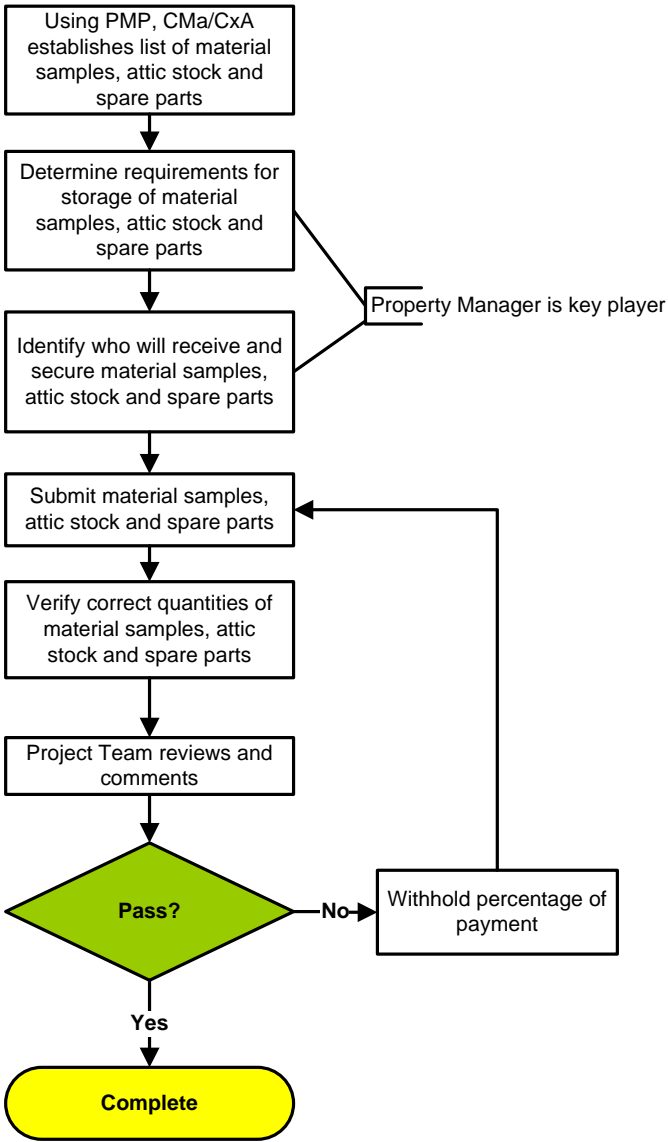 Using PMP, CMa/CxA
establishes list of material
samples, attic stock and
spare parts
Determine requirements for
storage of material
samples, attic stock and
spare parts
Property Manager is key player
Identify who will receive and
secure material samples,
attic stock and spare parts
Submit material samples,
attic stock and spare parts
Verify correct quantities of
material samples, attic
stock and spare parts
Project Team reviews and
comments
Pass?
No
Withhold percentage of
payment
Yes
Complete